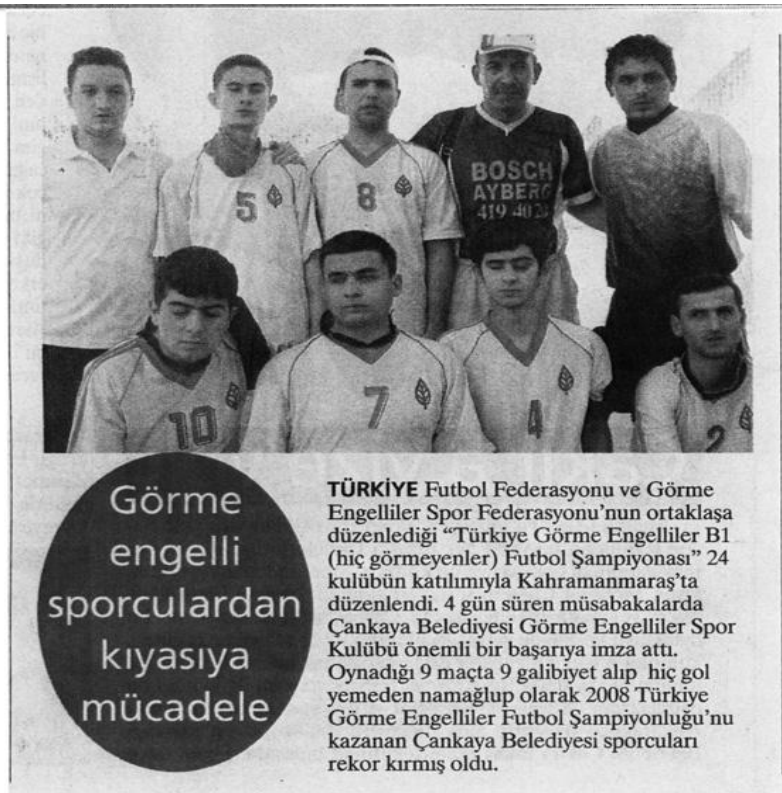 5
8
BOSCH
AYBERG
419 40 2
10
7
4
2
Görme
engelli
sporculardan
kıyasıya
mücadele
TÜRKİYE Futbol Federasyonu ve Görme
Engelliler Spor Federasyonu’nun ortaklaşa
düzenlediği “Türkiye Görme Engelliler B1
(hiç görmeyenler) Futbol Şampiyonası” 24
kulübün katılımıyla Kahramanmaraş’ta
düzenlendi. 4 gün süren müsabakalarda
Çankaya Belediyesi Görme Engelliler Spor
Kulübü önemli bir başarıya imza attı.
Oynadığı 9 maçta 9 galibiyet alıp hiç gol
yemeden namağlup olarak 2008 Türkiye
Görme Engelliler Futbol Şampiyonluğu’nu
kazanan Çankaya Belediyesi sporcuları
rekor kırmış oldu.